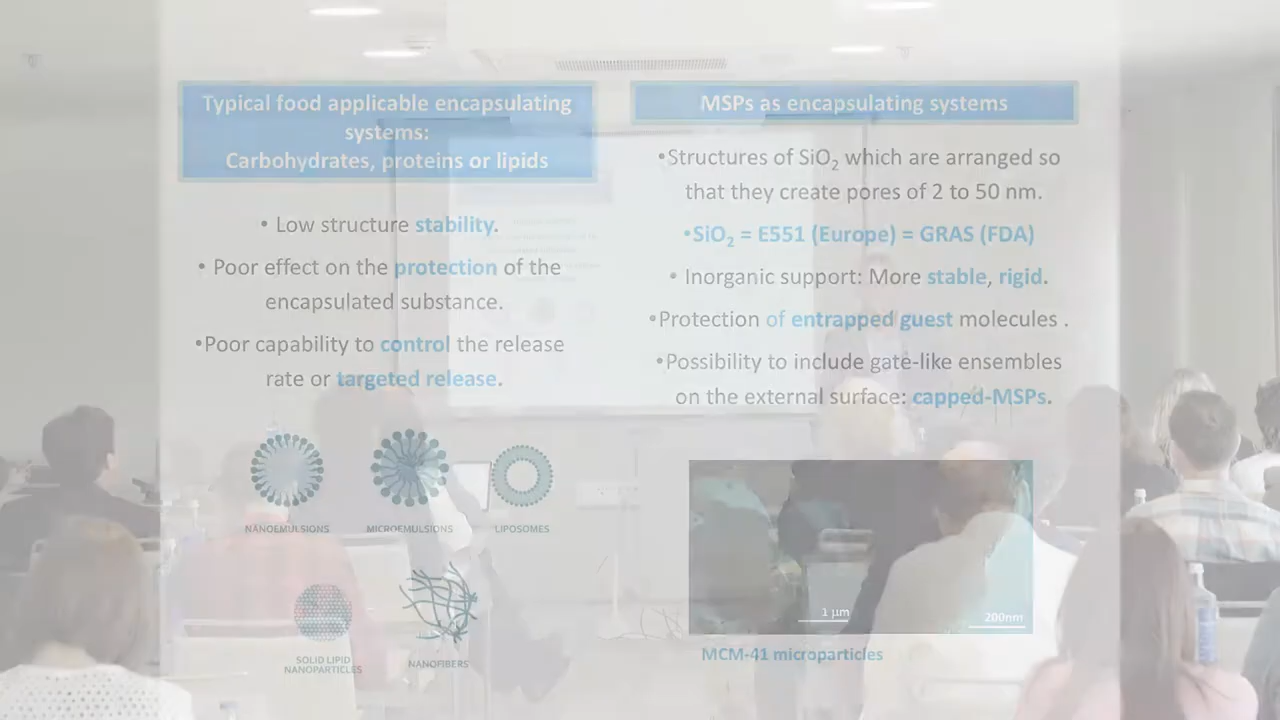 Typical food applicable encapsulating
systems:
Carbohydrates, proteins or lipids
• Low structure stability.
• Poor effect on the protection of the
encapsulated substance.
•Poor capability to control the release
rate or targeted release.
NANOEMULSIONS
MICROEMULSIONS
LIPOSOMES
SOLID LIPID
NANOPARTICLES
NANOFIBERS
MSPs as encapsulating systems
•Structures of SiO₂ which are arranged so
that they create pores of 2 to 50 nm.
•SiO₂ = E551 (Europe) = GRAS (FDA)
• Inorganic support: More stable, rigid.
•Protection of entrapped guest molecules .
•Possibility to include gate-like ensembles
on the external surface: capped-MSPs.
1 µm
200nm
MCM-41 microparticles